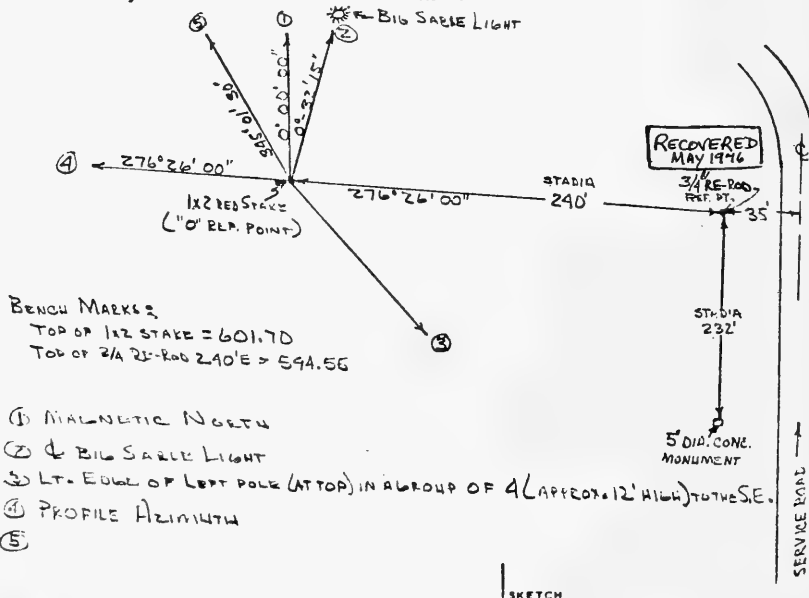 ⑤
①
BIG SABLE LIGHT
②
345° 01' 30"
0° 00' 00"
0°-32' 15"
④
276° 26' 00"
1x2 RED STAKE
("0" REF. POINT)
276° 26' 00"
STADIA
240'
RECOVERED
MAY 1976
3/4" RE-ROD
REF. PT.
35'
℄
BENCH MARKS:
TOP OF 1x2 STAKE = 601.70
TOP OF 3/4 RE-ROD 240'E = 594.56
③
STADIA
232'
5" DIA. CONC.
MONUMENT
① MAGNETIC NORTH
② ℄ BIG SABLE LIGHT
③ LT. EDGE OF LEFT POLE (AT TOP) IN A GROUP OF 4 (APPROX. 12' HIGH) TO THE S.E.
④ PROFILE AZIMUTH
⑤
SERVICE ROAD
SKETCH